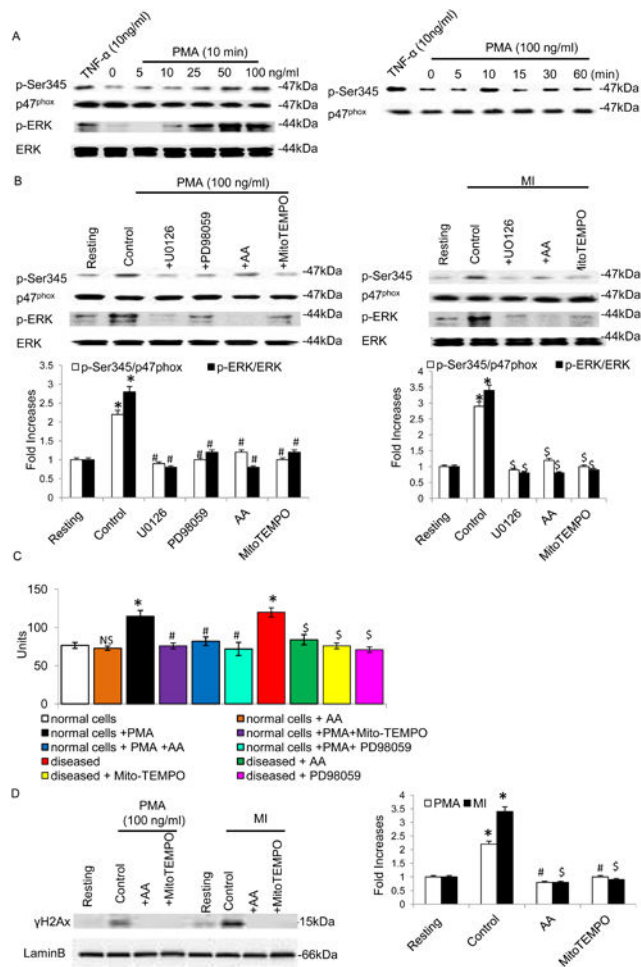 A
TNF-α (10ng/ml)
PMA (10 min)
0 5 10 25 50 100 ng/ml
p-Ser345 -47kDa
p47phox -47kDa
p-ERK -44kDa
ERK -44kDa
TNF-α (10ng/ml)
PMA (100 ng/ml)
0 5 10 15 30 60 (min)
p-Ser345 -47kDa
p47phox -47kDa
B
PMA (100 ng/ml)
Resting Control +U0126 +PD98059 +AA +MitoTEMPO
p-Ser345 -47kDa
p47phox -47kDa
p-ERK -44kDa
ERK -44kDa
MI
Resting Control +UO126 +AA itoTEMPO
p-Ser345 -47kDa
p47phox -47kDa
p-ERK -44kDa
ERK -44kDa
p-Ser345/p47phox p-ERK/ERK
Fold Increases
3.5
3
2.5
2
1.5
1
0.5
0
* *
# # # # # # # #
Resting Control U0126 PD98059 AA MitoTEMPO
p-Ser345/p47phox p-ERK/ERK
Fold Increases
4
3.5
3
2.5
2
1.5
1
0.5
0
* *
$ $ $ $ $ $
Resting Control U0126 AA MitoTEMPO
C
Units
150
100
50
0
NS * # # # * $ $ $
normal cells normal cells + AA
normal cells +PMA normal cells +PMA+Mito-TEMPO
normal cells + PMA +AA normal cells +PMA+ PD98059
diseased diseased + AA
diseased + Mito-TEMPO diseased + PD98059
D
PMA
(100 ng/ml)
MI
Resting Control +AA +MitoTEMPO Resting Control +AA +MitoTEMPO
γH2Ax -15kDa
LaminB -66kDa
PMA MI
Fold Increases
4
3.5
3
2.5
2
1.5
1
0.5
0
* *
# $ # $
Resting Control AA MitoTEMPO